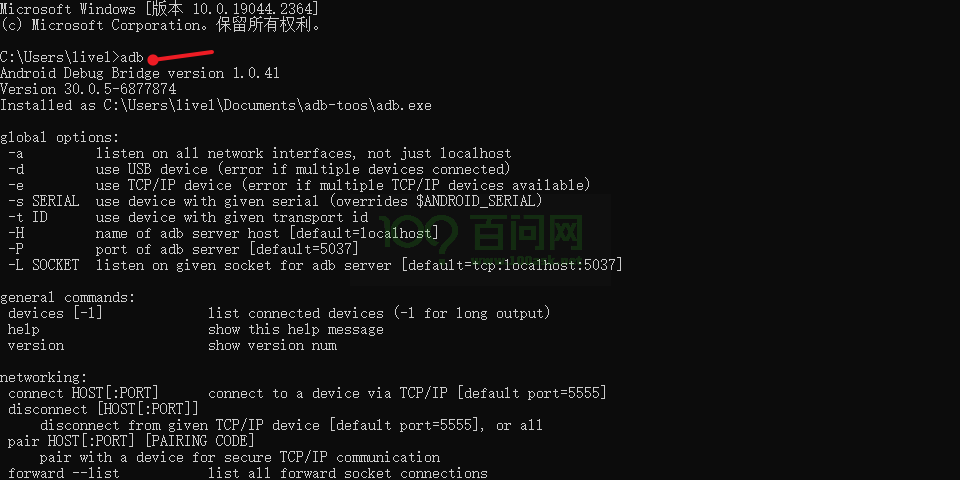 Microsoft Windows [版本 10.0.19044.2364]
(c) Microsoft Corporation。保留所有权利。
C:\Users\livel>adb
Android Debug Bridge version 1.0.41
Version 30.0.5-6877874
Installed as C:\Users\livel\Documents\adb-toos\adb.exe
global options:
-a listen on all network interfaces, not just localhost
-d use USB device (error if multiple devices connected)
-e use TCP/IP device (error if multiple TCP/IP devices available)
-s SERIAL use device with given serial (overrides $ANDROID_SERIAL)
-t ID use device with given transport id
-H name of adb server host [default=localhost]
-P port of adb server [default=5037]
-L SOCKET listen on given socket for adb server [default=tcp:localhost:5037]
100 百问网
general commands:
devices [-l] list connected devices (-l for long output)
help show this help message
version show version num
networking:
connect HOST[:PORT] connect to a device via TCP/IP [default port=5555]
disconnect [HOST[:PORT]]
disconnect from given TCP/IP device [default port=5555], or all
pair HOST[:PORT] [PAIRING CODE]
pair with a device for secure TCP/IP communication
forward --list list all forward socket connections